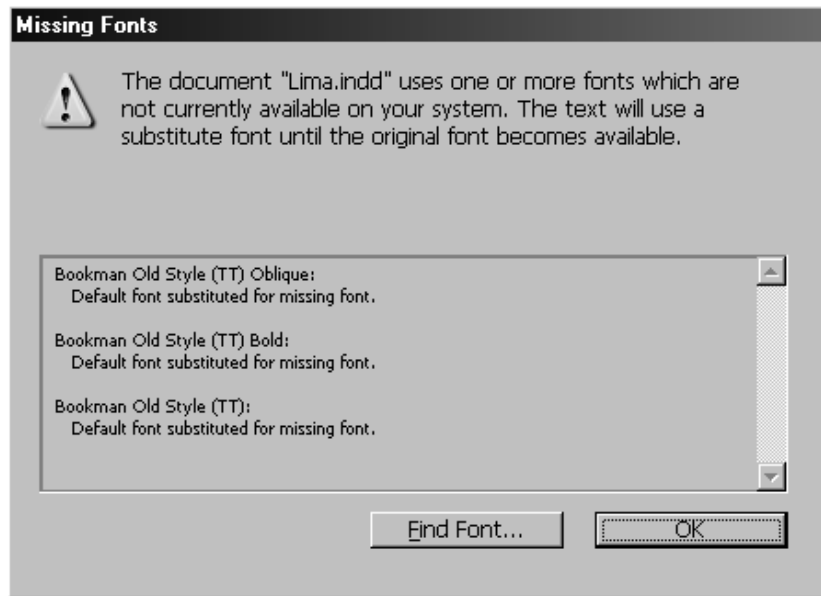 Missing Fonts
The document "Lima.indd" uses one or more fonts which are
not currently available on your system. The text will use a
substitute font until the original font becomes available.
Bookman Old Style (TT) Oblique:
Default font substituted for missing font.
Bookman Old Style (TT) Bold:
Default font substituted for missing font.
Bookman Old Style (TT):
Default font substituted for missing font.
Find Font... OK